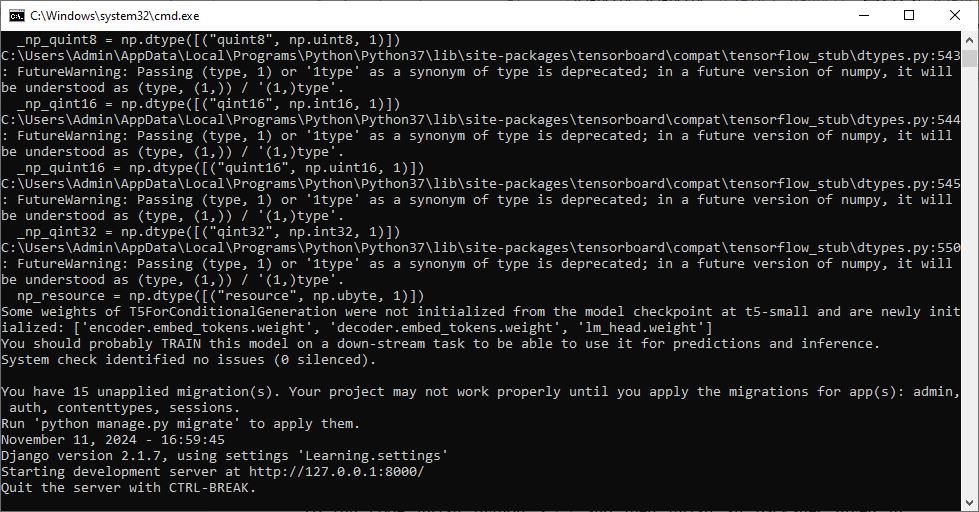 C:\Windows\system32\cmd.exe
_np_quint8 = np.dtype([("quint8", np.uint8, 1)])
C:\Users\Admin\AppData\Local\Programs\Python\Python37\lib\site-packages\tensorboard\compat\tensorflow_stub\dtypes.py:543
: FutureWarning: Passing (type, 1) or '1type' as a synonym of type is deprecated; in a future version of numpy, it will
be understood as (type, (1,)) / '(1,)type'.
_np_qint16 = np.dtype([("qint16", np.int16, 1)])
C:\Users\Admin\AppData\Local\Programs\Python\Python37\lib\site-packages\tensorboard\compat\tensorflow_stub\dtypes.py:544
: FutureWarning: Passing (type, 1) or '1type' as a synonym of type is deprecated; in a future version of numpy, it will
be understood as (type, (1,)) / '(1,)type'.
_np_quint16 = np.dtype([("quint16", np.uint16, 1)])
C:\Users\Admin\AppData\Local\Programs\Python\Python37\lib\site-packages\tensorboard\compat\tensorflow_stub\dtypes.py:545
: FutureWarning: Passing (type, 1) or '1type' as a synonym of type is deprecated; in a future version of numpy, it will
be understood as (type, (1,)) / '(1,)type'.
_np_qint32 = np.dtype([("qint32", np.int32, 1)])
C:\Users\Admin\AppData\Local\Programs\Python\Python37\lib\site-packages\tensorboard\compat\tensorflow_stub\dtypes.py:550
: FutureWarning: Passing (type, 1) or '1type' as a synonym of type is deprecated; in a future version of numpy, it will
be understood as (type, (1,)) / '(1,)type'.
np_resource = np.dtype([("resource", np.ubyte, 1)])
Some weights of T5ForConditionalGeneration were not initialized from the model checkpoint at t5-small and are newly init
ialized: ['encoder.embed_tokens.weight', 'decoder.embed_tokens.weight', 'lm_head.weight']
You should probably TRAIN this model on a down-stream task to be able to use it for predictions and inference.
System check identified no issues (0 silenced).
You have 15 unapplied migration(s). Your project may not work properly until you apply the migrations for app(s): admin,
auth, contenttypes, sessions.
Run 'python manage.py migrate' to apply them.
November 11, 2024 - 16:59:45
Django version 2.1.7, using settings 'Learning.settings'
Starting development server at http://127.0.0.1:8000/
Quit the server with CTRL-BREAK.